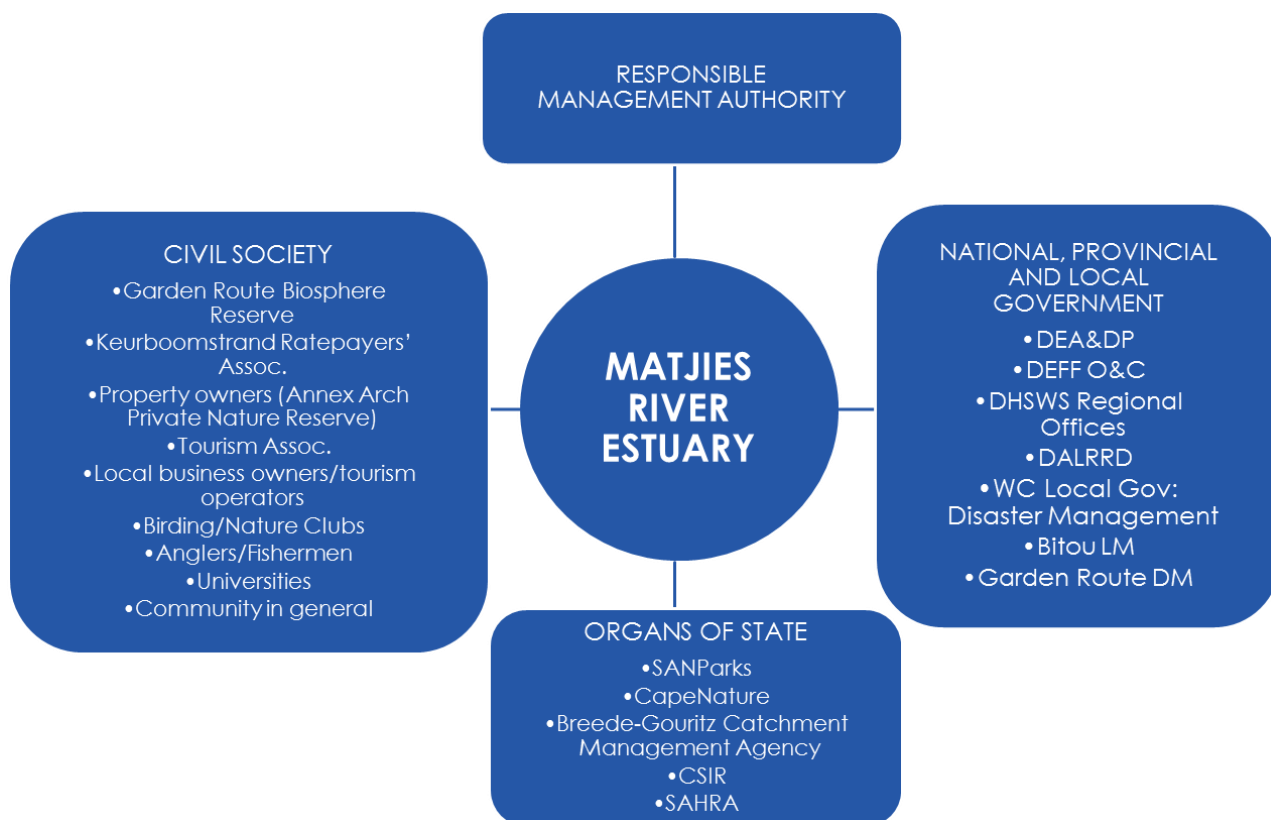 RESPONSIBLE
MANAGEMENT AUTHORITY
CIVIL SOCIETY
•Garden Route Biosphere
Reserve
•Keurboomstrand Ratepayers'
Assoc.
•Property owners (Annex Arch
Private Nature Reserve)
•Tourism Assoc.
•Local business owners/tourism
operators
•Birding/Nature Clubs
•Anglers/Fishermen
•Universities
•Community in general
MATJIES
RIVER
ESTUARY
NATIONAL, PROVINCIAL
AND LOCAL
GOVERNMENT
•DEA&DP
•DEFF O&C
•DHSWS Regional
Offices
•DALRRD
•WC Local Gov:
Disaster Management
•Bitou LM
•Garden Route DM
ORGANS OF STATE
•SANParks
•CapeNature
•Breede-Gouritz Catchment
Management Agency
•CSIR
•SAHRA